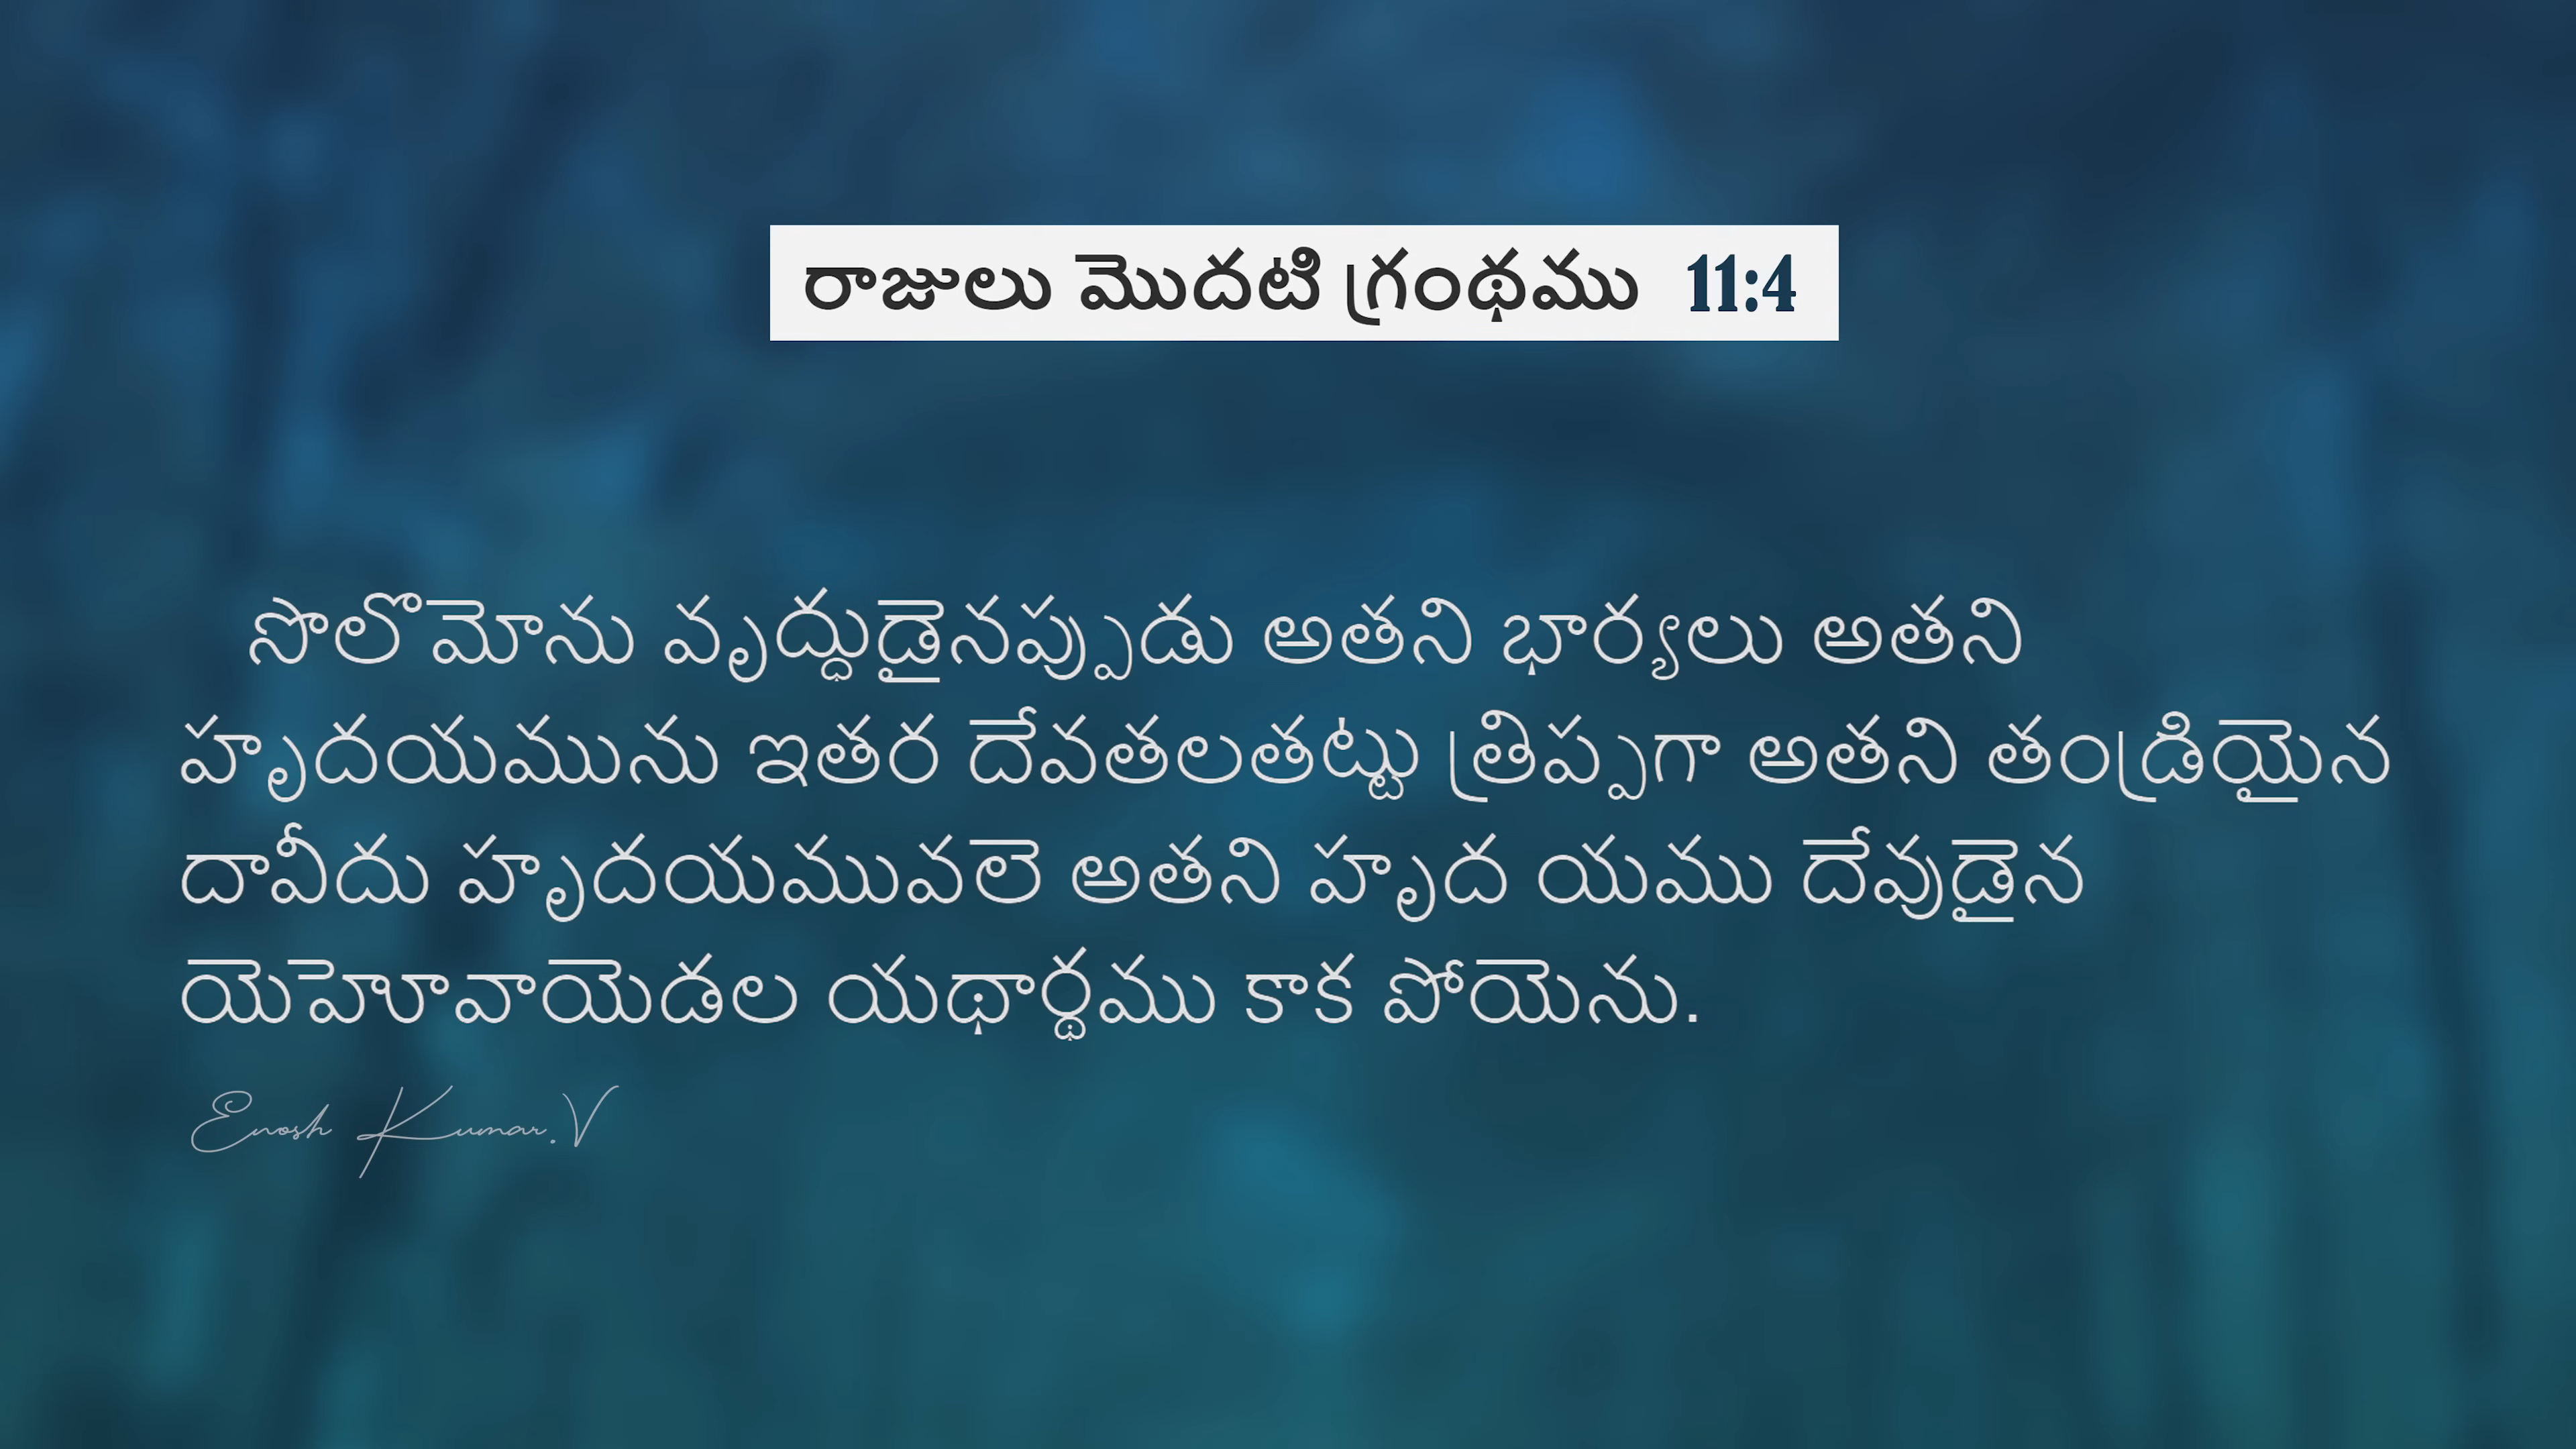 రాజులు మొదటి గ్రంథము 11:4
సొలొమోను వృద్ధుడైనప్పుడు అతని భార్యలు అతని
హృదయమును ఇతర దేవతలతట్టు త్రిప్పగా అతని తండ్రియైన
దావీదు హృదయమువలె అతని హృద యము దేవుడైన
యెహోవాయెడల యథార్థము కాక పోయెను.
Enosh Kumar.V